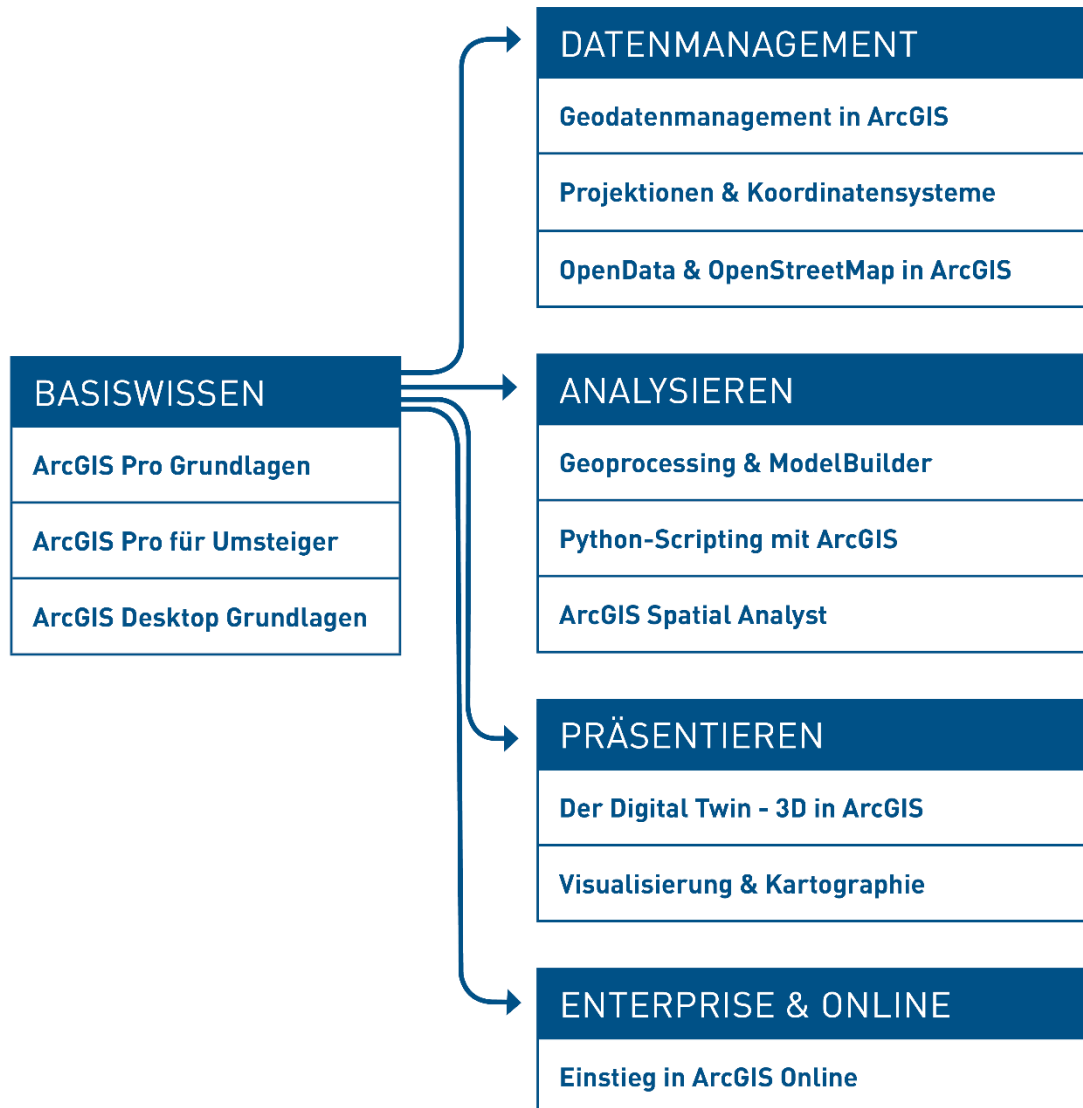 BASISWISSEN
ArcGIS Pro Grundlagen
ArcGIS Pro für Umsteiger
ArcGIS Desktop Grundlagen
DATENMANAGEMENT
Geodatenmanagement in ArcGIS
Projektionen & Koordinatensysteme
OpenData & OpenStreetMap in ArcGIS
ANALYSIEREN
Geoprocessing & ModelBuilder
Python-Scripting mit ArcGIS
ArcGIS Spatial Analyst
PRÄSENTIEREN
Der Digital Twin - 3D in ArcGIS
Visualisierung & Kartographie
ENTERPRISE & ONLINE
Einstieg in ArcGIS Online